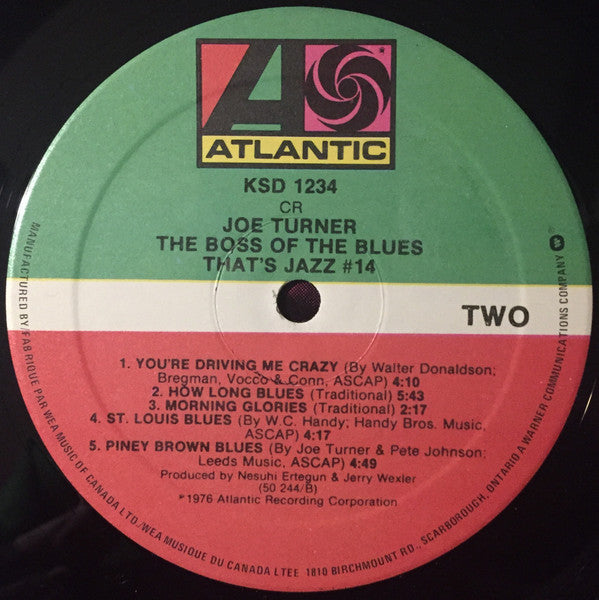 ATLANTIC
KSD 1234
CR
JOE TURNER
THE BOSS OF THE BLUES
THAT'S JAZZ #14
TWO
1. YOU'RE DRIVING ME CRAZY (By Walter Donaldson;
Bregman, Vocco & Conn, ASCAP) 4:10
2. HOW LONG BLUES (Traditional) 5:43
3. MORNING GLORIES (Traditional) 2:17
4. ST. LOUIS BLUES (By W.C. Handy; Handy Bros. Music,
ASCAP) 4:17
5. PINEY BROWN BLUES (By Joe Turner & Pete Johnson;
Leeds Music, ASCAP) 4:49
Produced by Nesuhi Ertegun & Jerry Wexler
(50 244/B)
℗1976 Atlantic Recording Corporation
MANUFACTURED BY/FABRIQUE PAR WEA MUSIC OF CANADA LTD./WEA MUSIQUE DU CANADA LTEE 1810 BIRCHMOUNT RD., SCARBOROUGH, ONTARIO A WARNER COMMUNICATIONS COMPANY